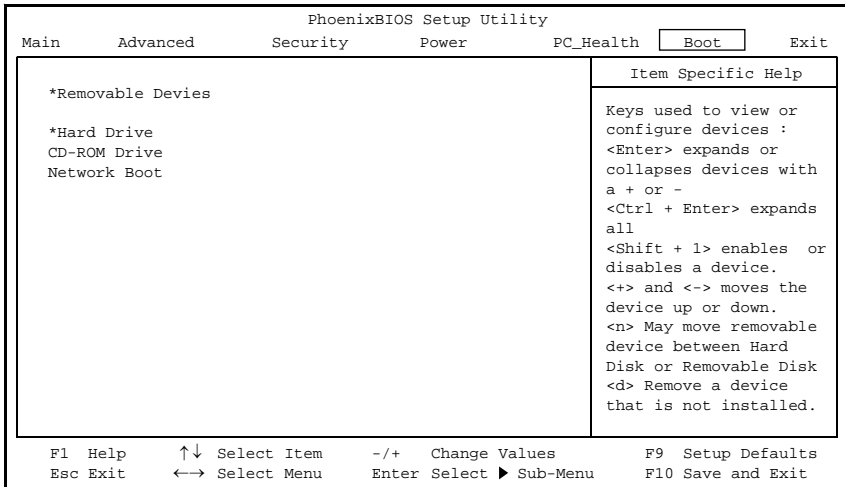 PhoenixBIOS Setup Utility
Main Advanced Security Power PC_Health Boot Exit
*Removable Devies
*Hard Drive
CD-ROM Drive
Network Boot
Item Specific Help
Keys used to view or
configure devices :
<Enter> expands or
collapses devices with
a + or -
<Ctrl + Enter> expands
all
<Shift + 1> enables or
disables a device.
<+> and <-> moves the
device up or down.
<n> May move removable
device between Hard
Disk or Removable Disk
<d> Remove a device
that is not installed.
F1 Help ↑↓ Select Item -/+ Change Values F9 Setup Defaults
Esc Exit ←→ Select Menu Enter Select ▶ Sub-Menu F10 Save and Exit